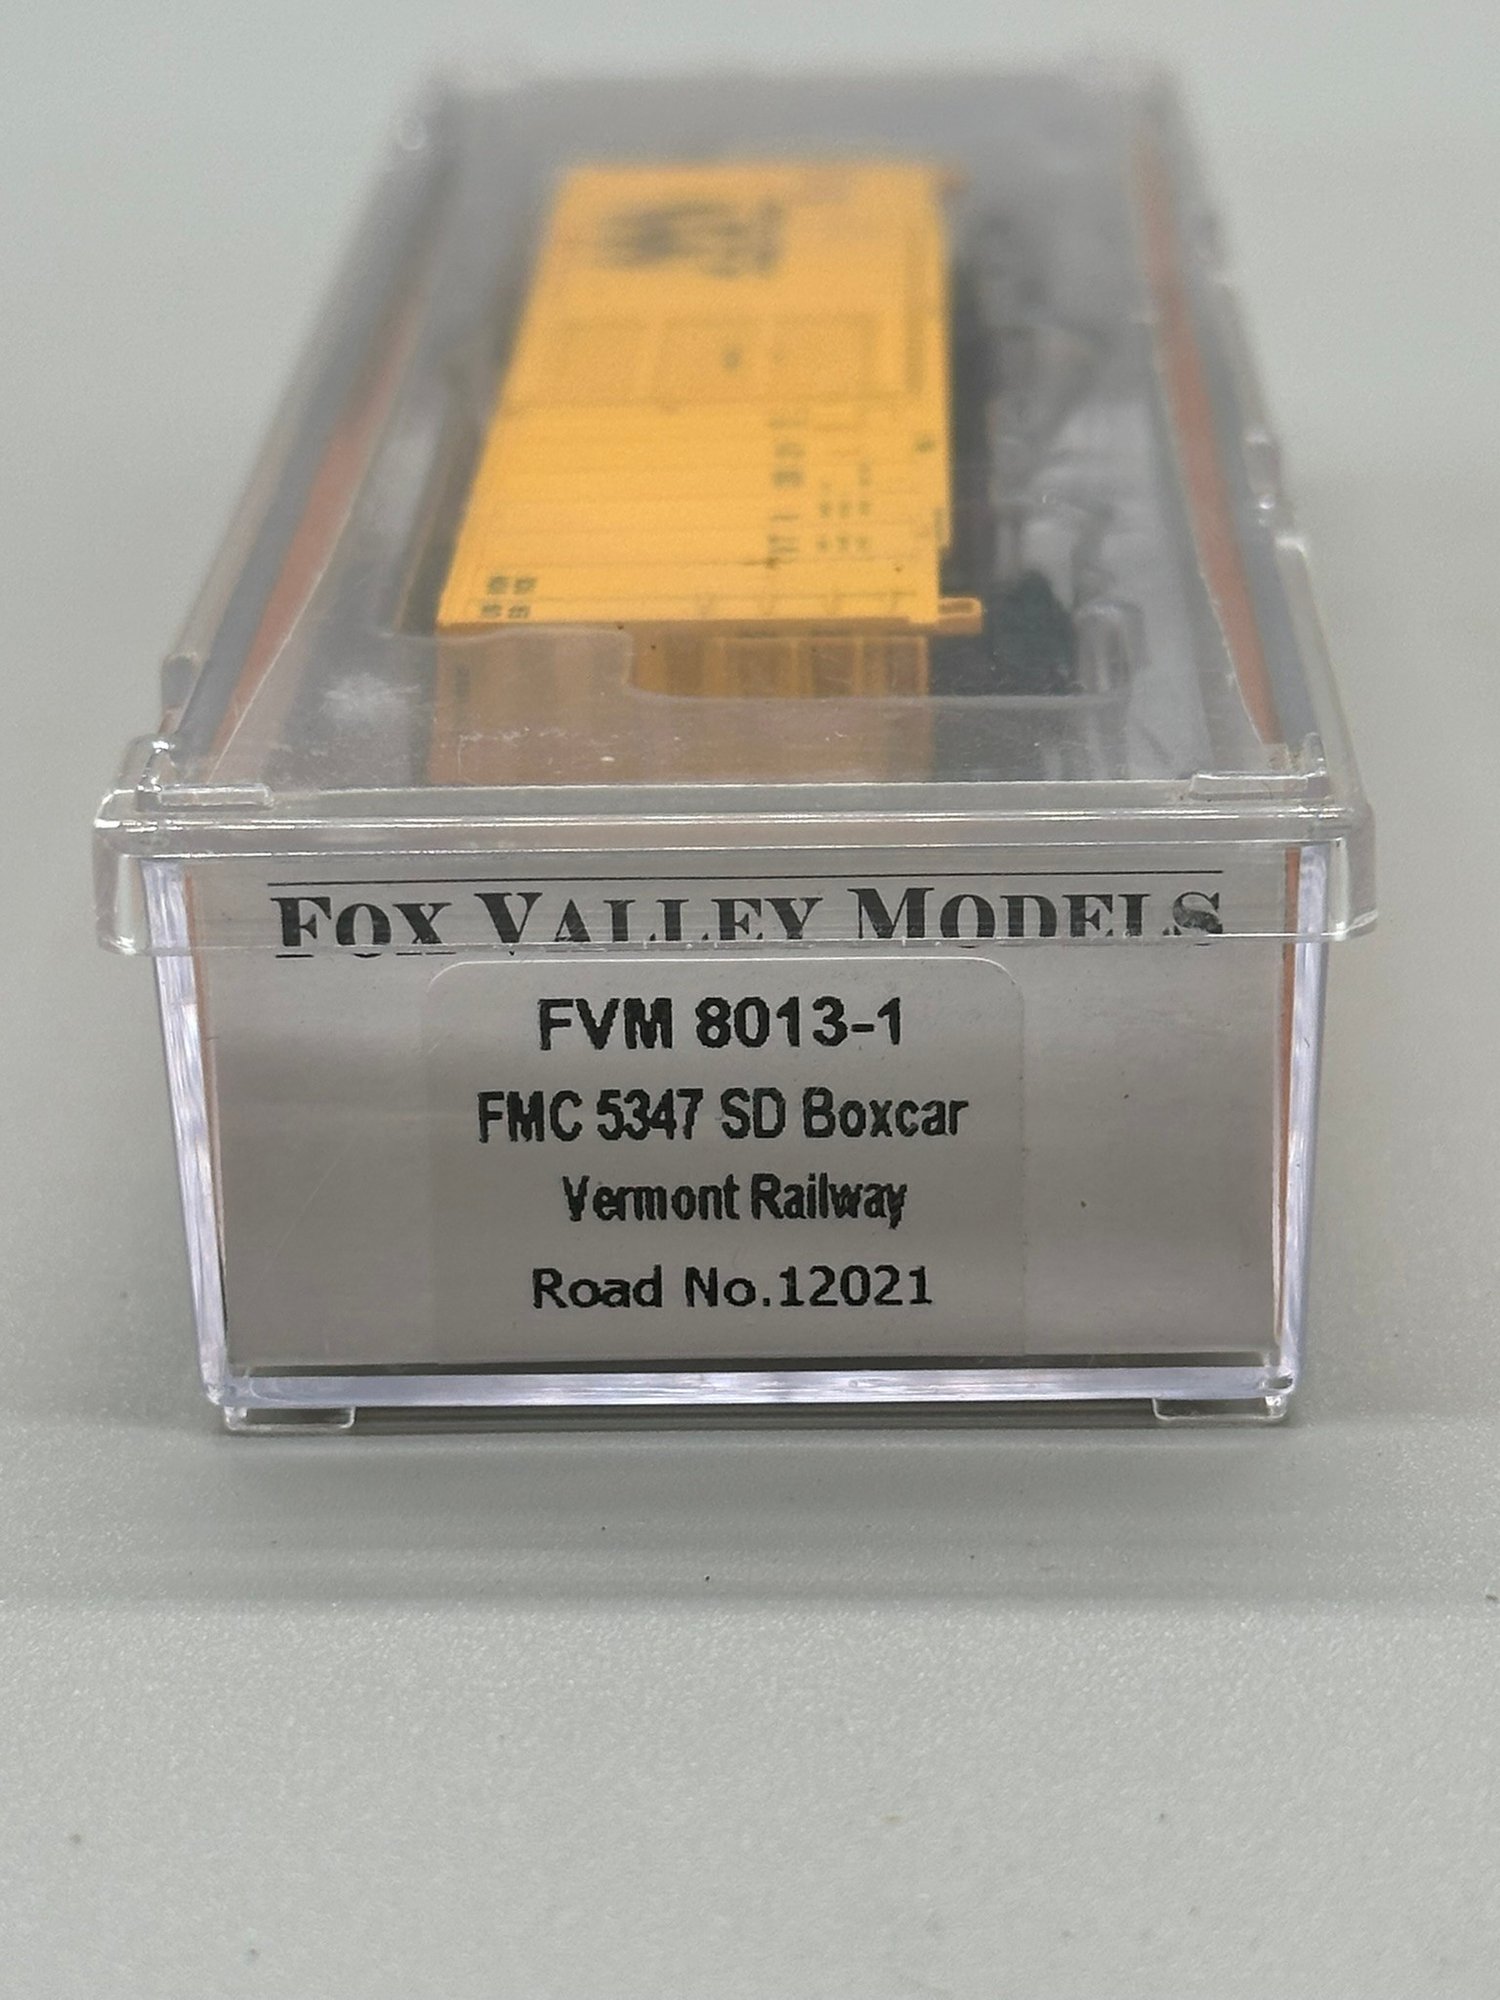 FOX VALLEY MODELS
FVM 8013-1
FMC 5347 SD Boxcar
Vermont Railway
Road No.12021